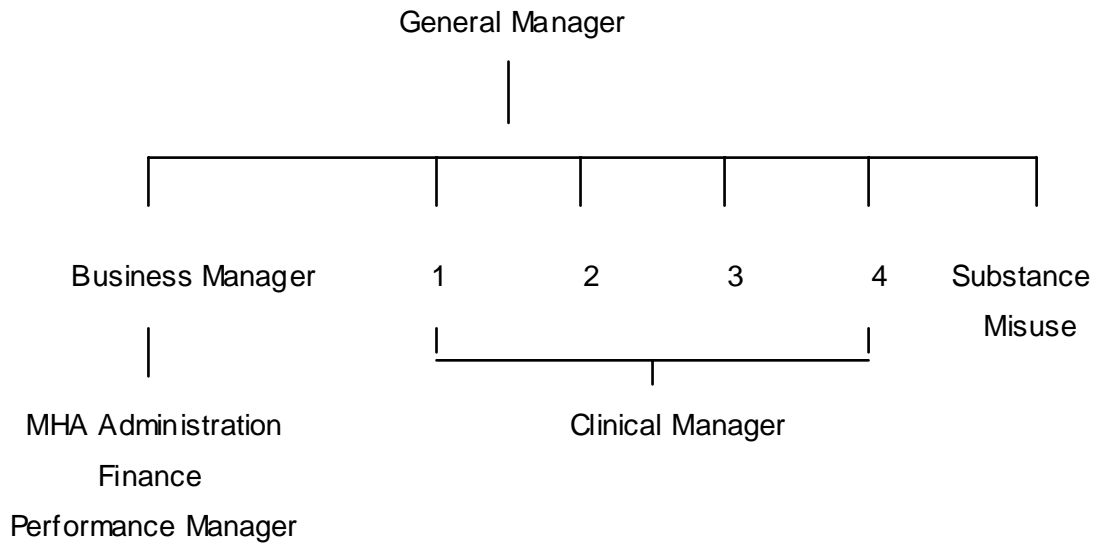 General Manager
Business Manager 1 2 3 4 Substance
Misuse
MHA Administration Clinical Manager
Finance
Performance Manager